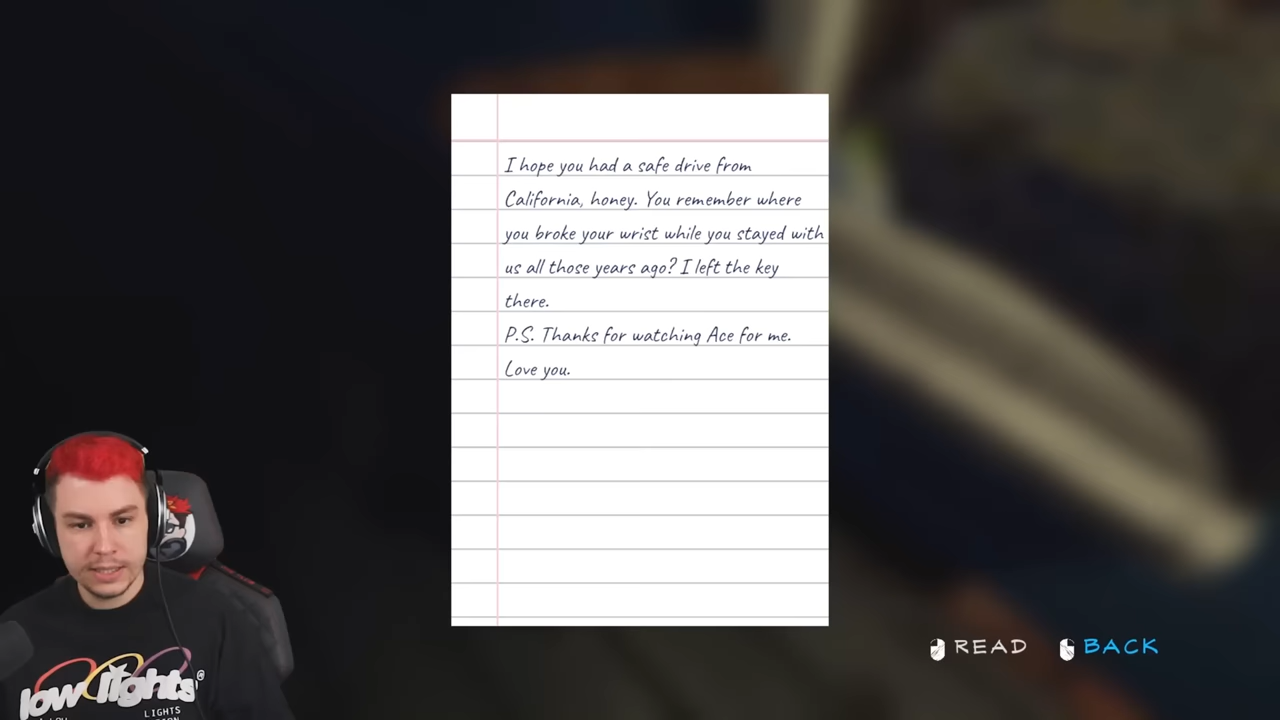 I hope you had a safe drive from
California, honey. You remember where
you broke your wrist while you stayed with
us all those years ago? I left the key
there.
P.S. Thanks for watching Ace for me.
Love you.
READ BACK
low lights
LIGHTS